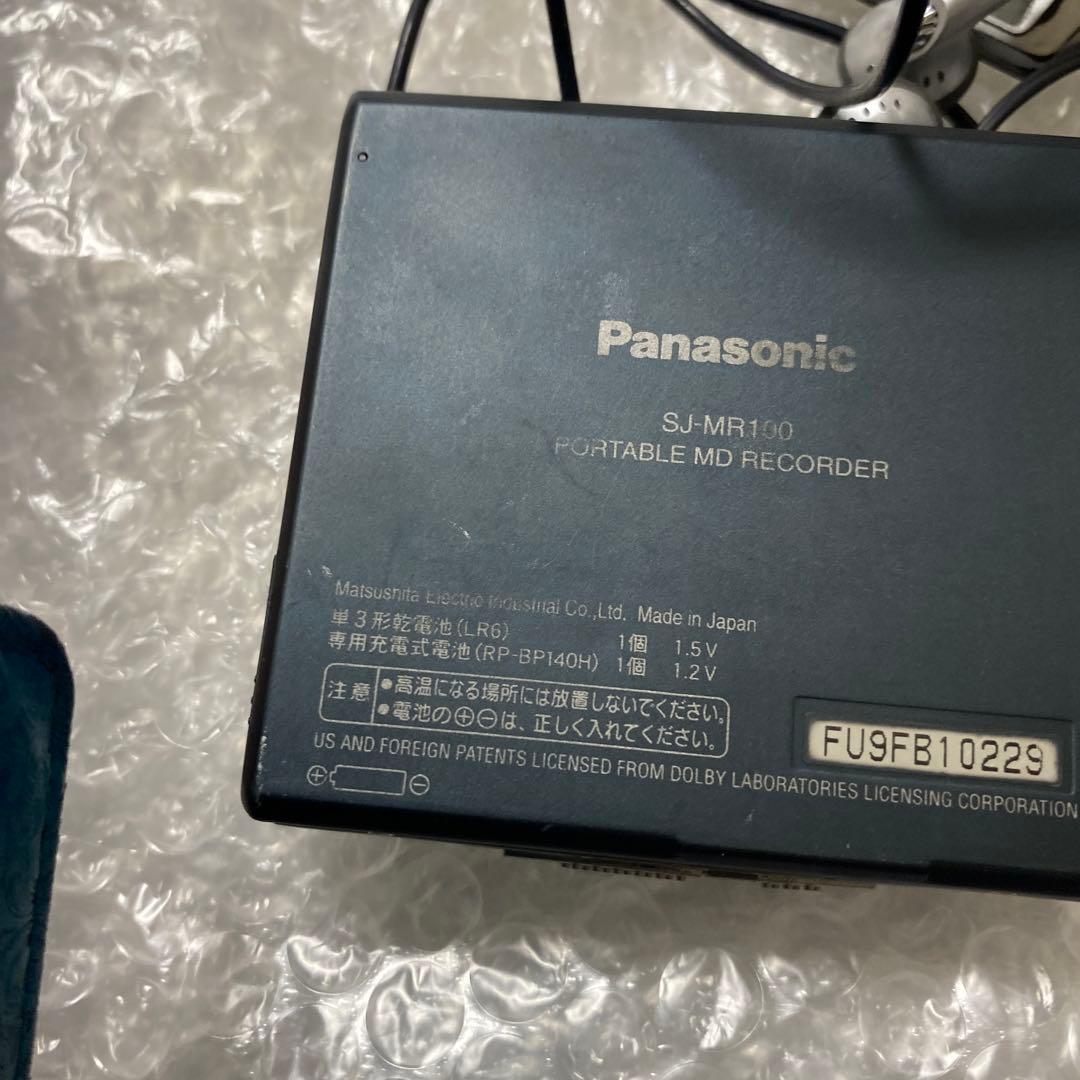 Panasonic
SJ-MR100
PORTABLE MD RECORDER
Matsushita Electric Industrial Co.,Ltd. Made in Japan
単3形乾電池(LR6) 1個 1.5V
専用充電式電池(RP-BP140H) 1個 1.2V
注意
●高温になる場所には放置しないでください。
●電池の⊕⊖は、正しく入れてください。
FU9FB10229
US AND FOREIGN PATENTS LICENSED FROM DOLBY LABORATORIES LICENSING CORPORATION
⊕ ⊖